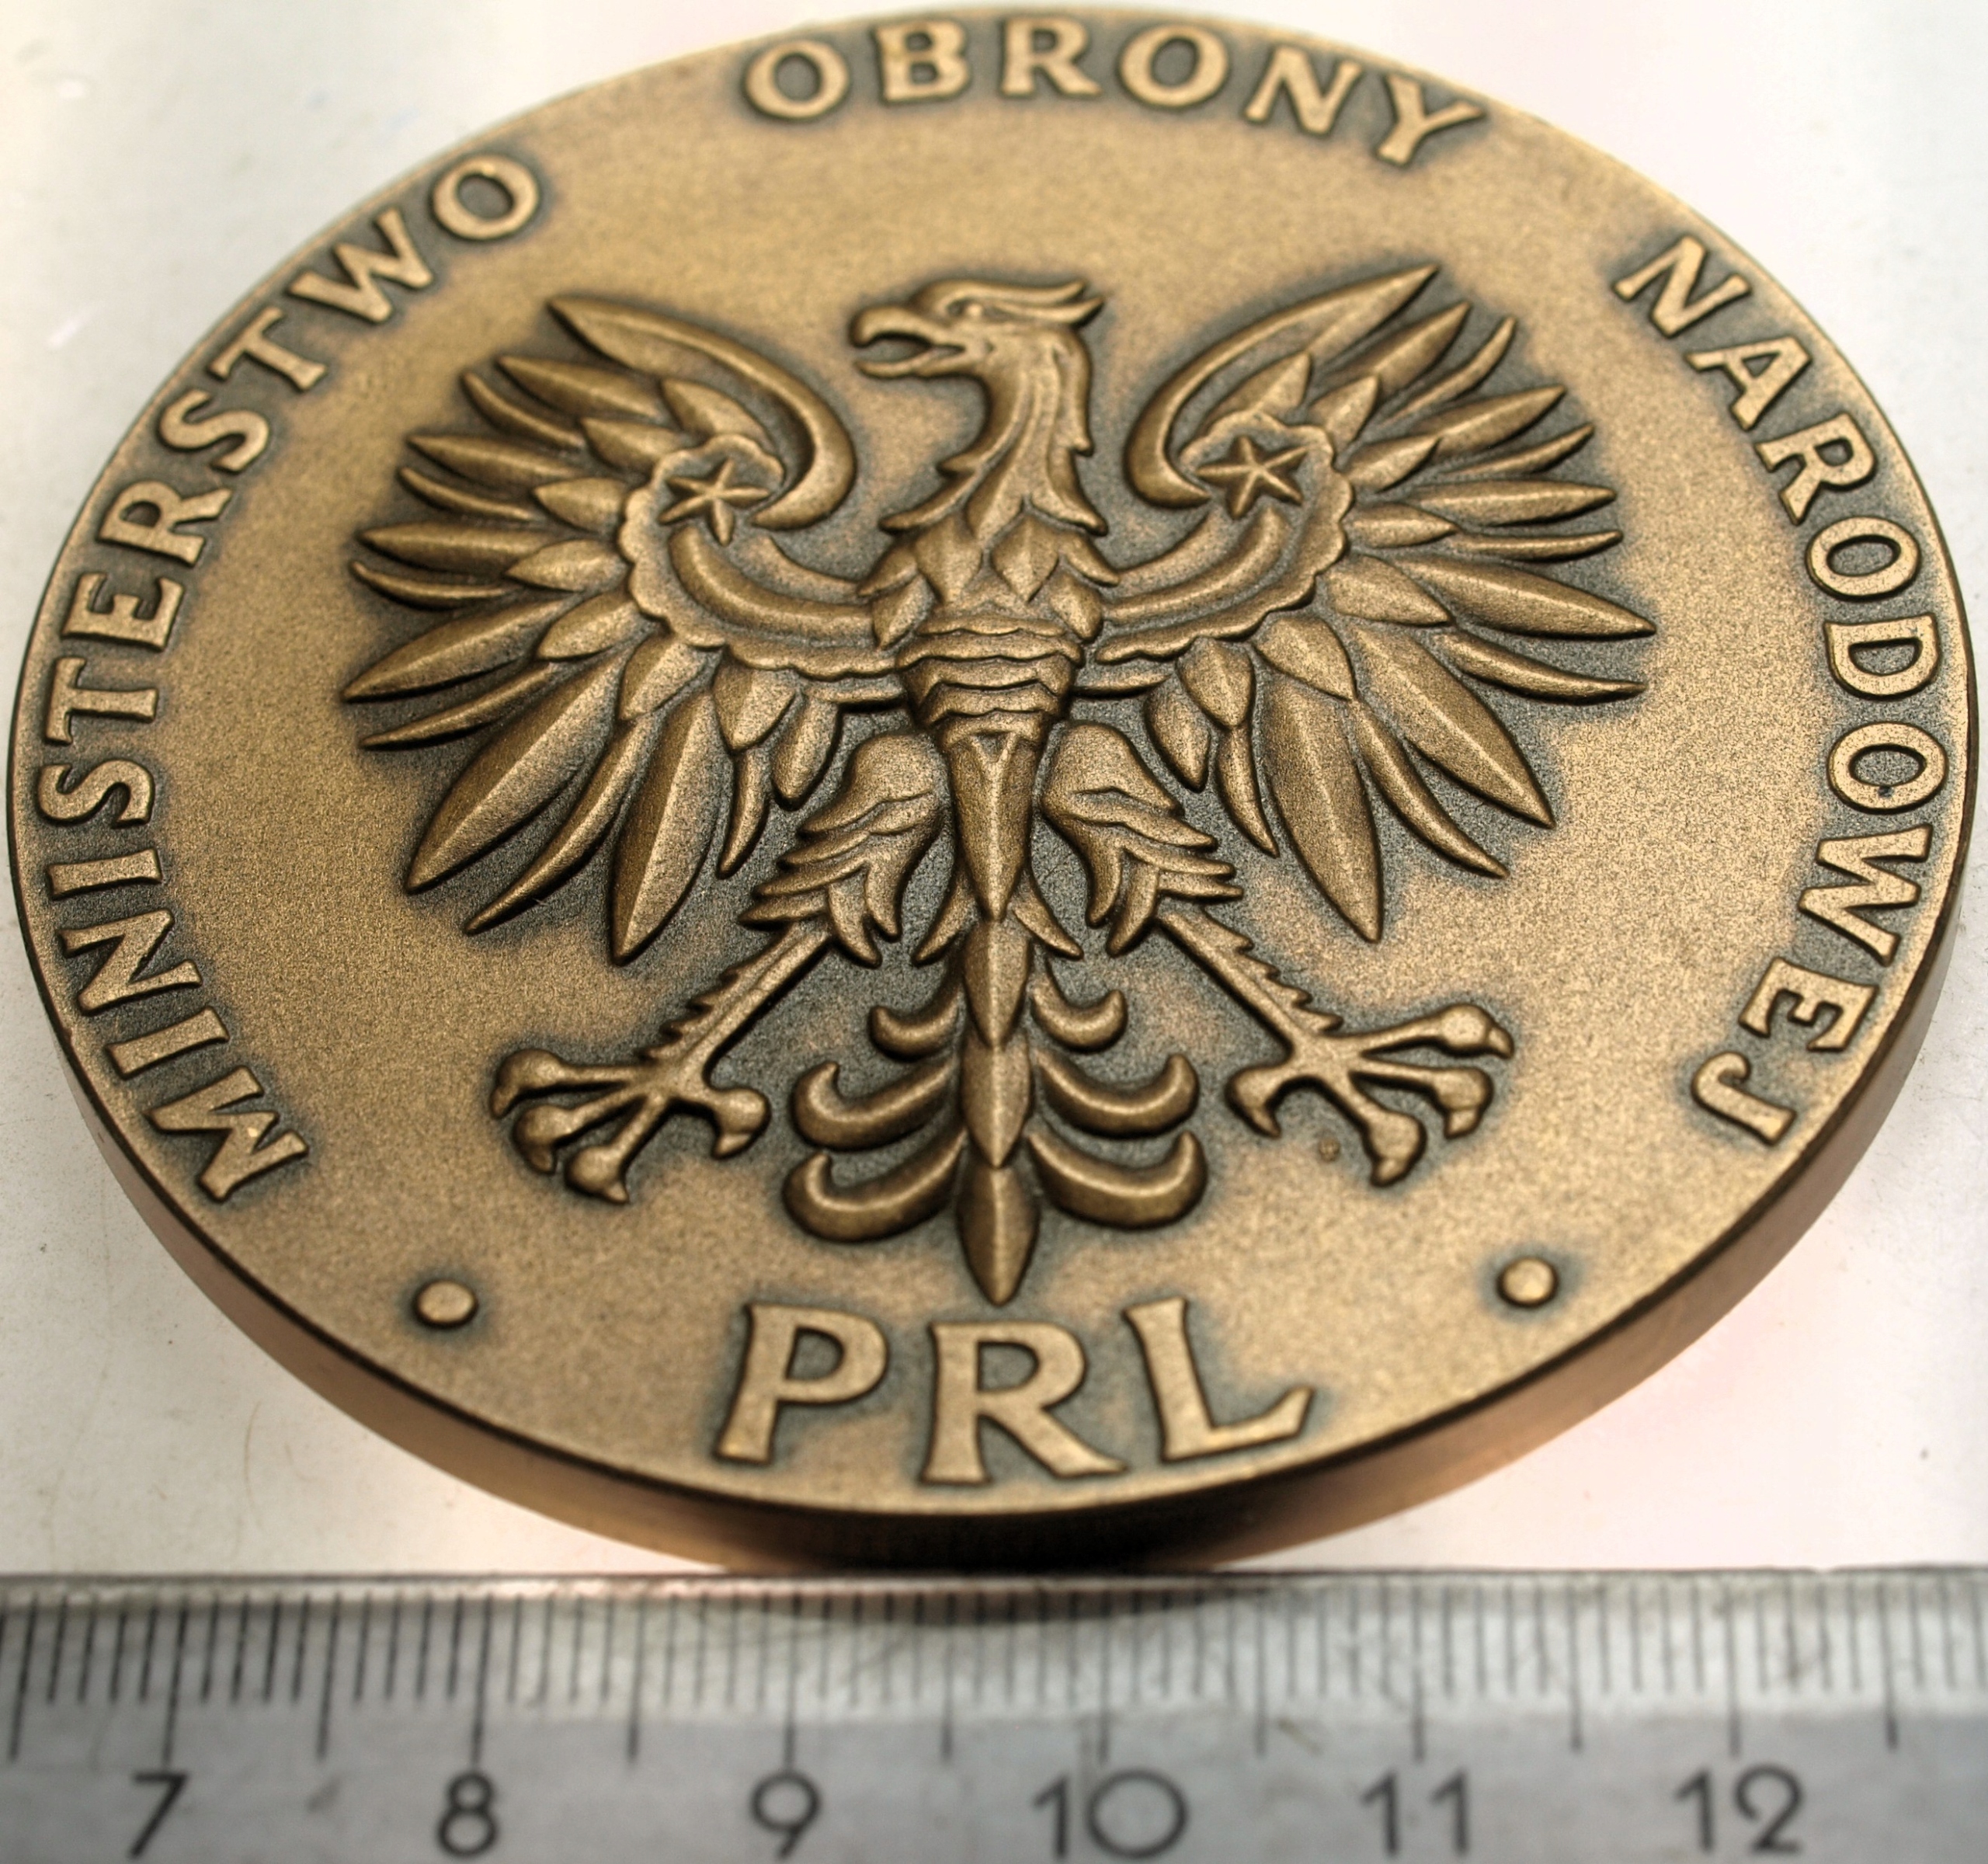 MINISTERSTWO OBRONY NARODOWEJ
• PRL •
7 8 9 10 11 12